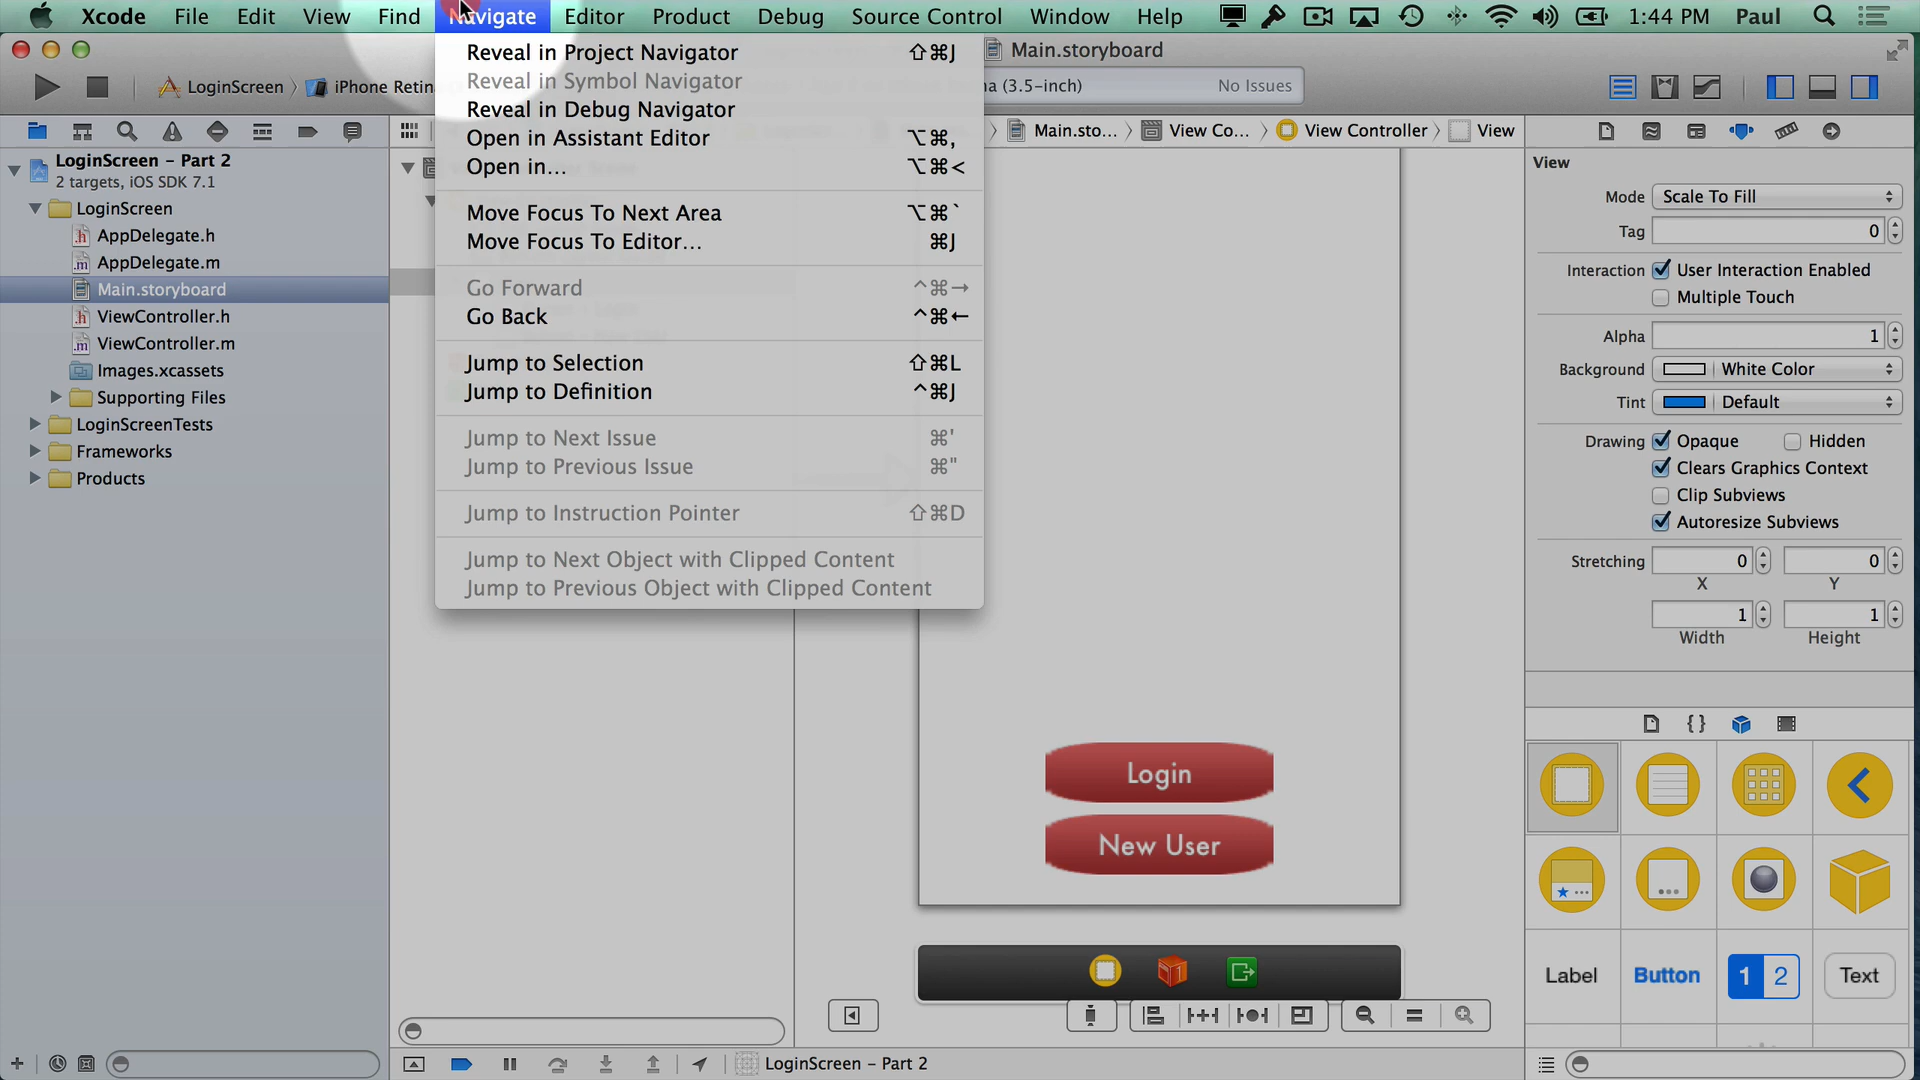 Xcode File Edit View Find Navigate Editor Product Debug Source Control Window Help 1:44 PM Paul
Main.storyboard
LoginScreen iPhone Retin (3.5-inch) No Issues
Main.sto... View Co... View Controller View
LoginScreen – Part 2
2 targets, iOS SDK 7.1
LoginScreen
AppDelegate.h
AppDelegate.m
Main.storyboard
ViewController.h
ViewController.m
Images.xcassets
Supporting Files
LoginScreenTests
Frameworks
Products
Reveal in Project Navigator ⇧⌘J
Reveal in Symbol Navigator
Reveal in Debug Navigator
Open in Assistant Editor ⌥⌘,
Open in... ⌥⌘<
Move Focus To Next Area ⌥⌘`
Move Focus To Editor... ⌘J
Go Forward ^⌘→
Go Back ^⌘←
Jump to Selection ⇧⌘L
Jump to Definition ^⌘J
Jump to Next Issue ⌘'
Jump to Previous Issue ⌘"
Jump to Instruction Pointer ⇧⌘D
Jump to Next Object with Clipped Content
Jump to Previous Object with Clipped Content
Login
New User
View
Mode Scale To Fill
Tag 0
Interaction User Interaction Enabled
Multiple Touch
Alpha 1
Background White Color
Tint Default
Drawing Opaque Hidden
Clears Graphics Context
Clip Subviews
Autoresize Subviews
Stretching 0 0
X Y
1 1
Width Height
{ }
Label Button 1 2 Text
LoginScreen – Part 2